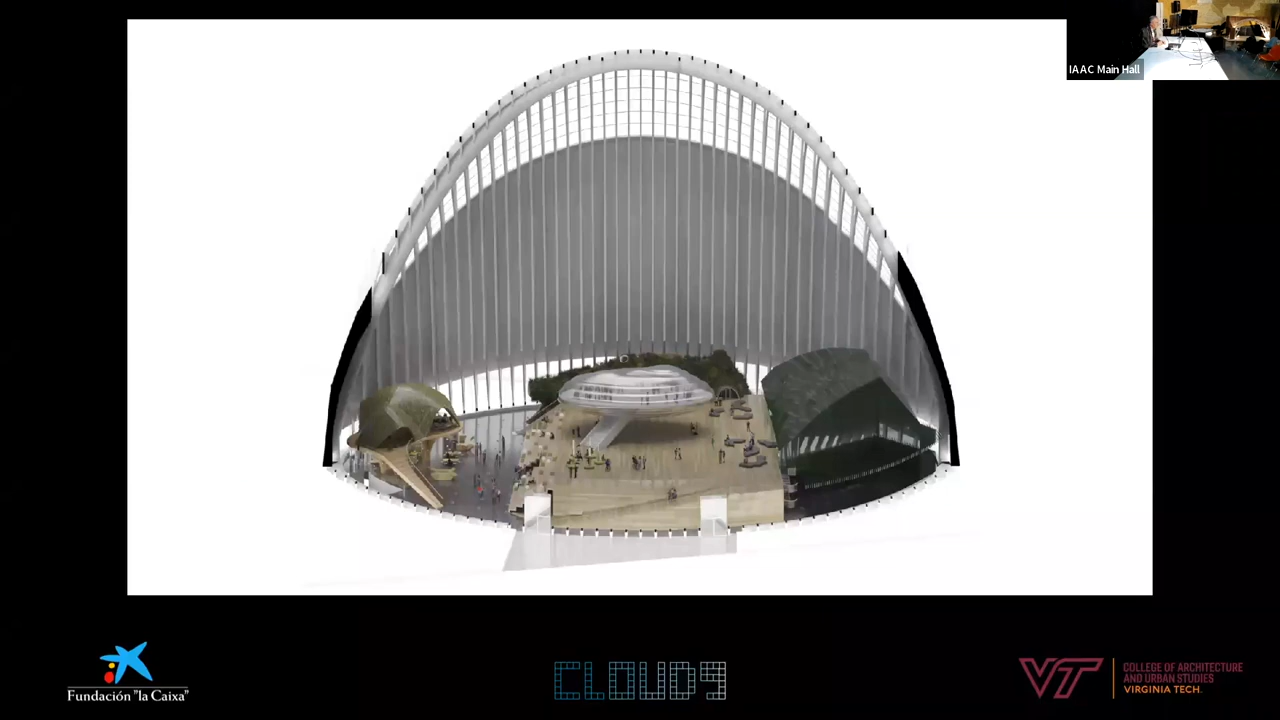 IAAC Main Hall
Fundación "la Caixa"
CLOUD9
VT
COLLEGE OF ARCHITECTURE
AND URBAN STUDIES
VIRGINIA TECH.